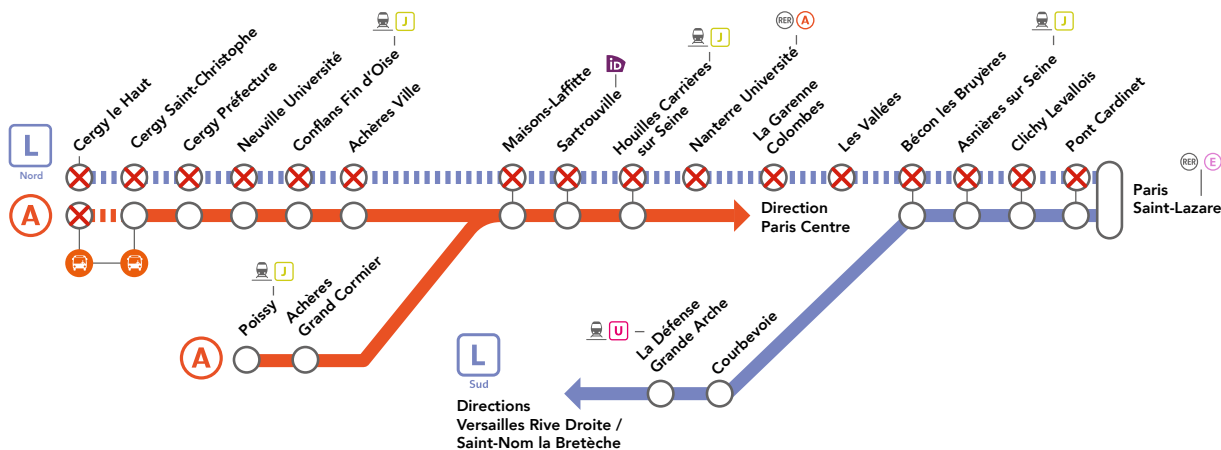 J
RER A
J
J
iD
Cergy le Haut
Cergy Saint-Christophe
Cergy Préfecture
Neuville Université
Conflans Fin d'Oise
Achères Ville
Maisons-Laffitte
Sartrouville
Houilles Carrières
sur Seine
Nanterre Université
La Garenne
Colombes
Les Vallées
Bécon les Bruyères
Asnières sur Seine
Clichy Levallois
Pont Cardinet
L
Nord
RER E
Paris
Saint-Lazare
A
Direction
Paris Centre
J
Poissy
Achères
Grand Cormier
A
U
La Défense
Grande Arche
Courbevoie
L
Sud
Directions
Versailles Rive Droite /
Saint-Nom la Bretèche